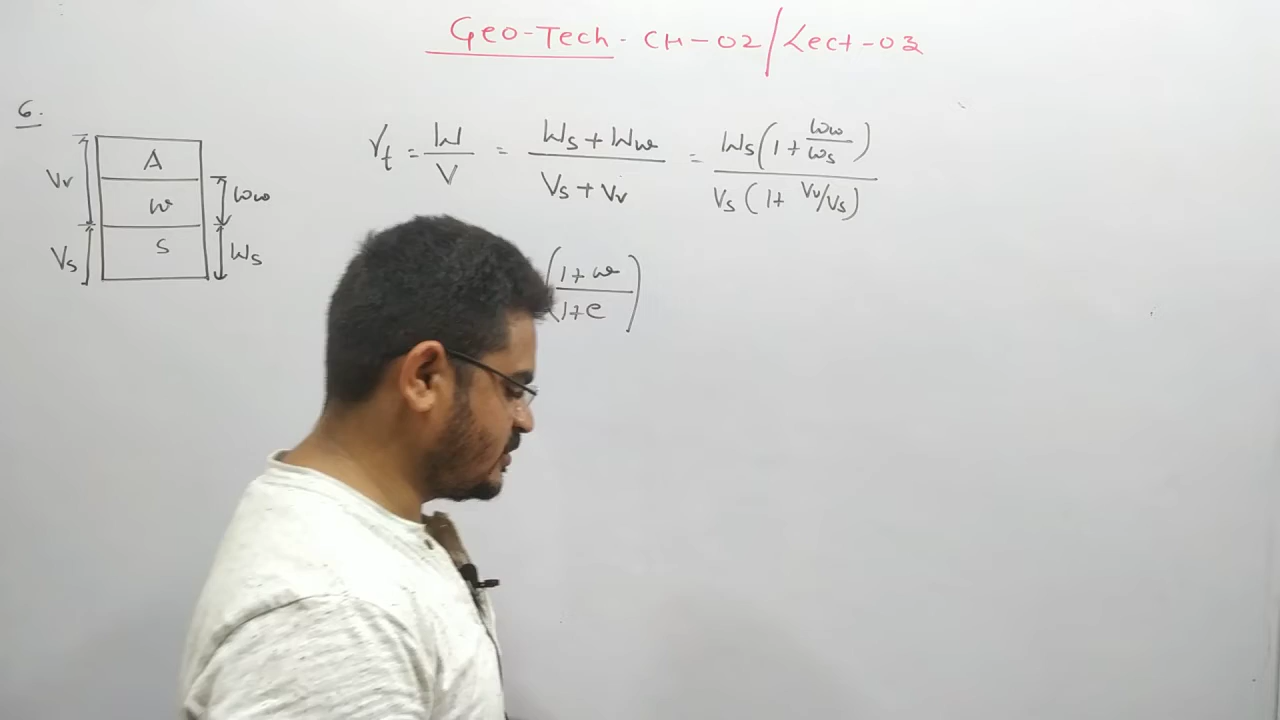 Geo-Tech. CH-02/Lect-03
6.
γt = W/V = Ws + Ww / Vs + Vv = Ws(1 + ww/ws) / Vs(1 + Vv/Vs)
A
Vv
w
ww
S
Vs
Ws
(1+w / 1+e)